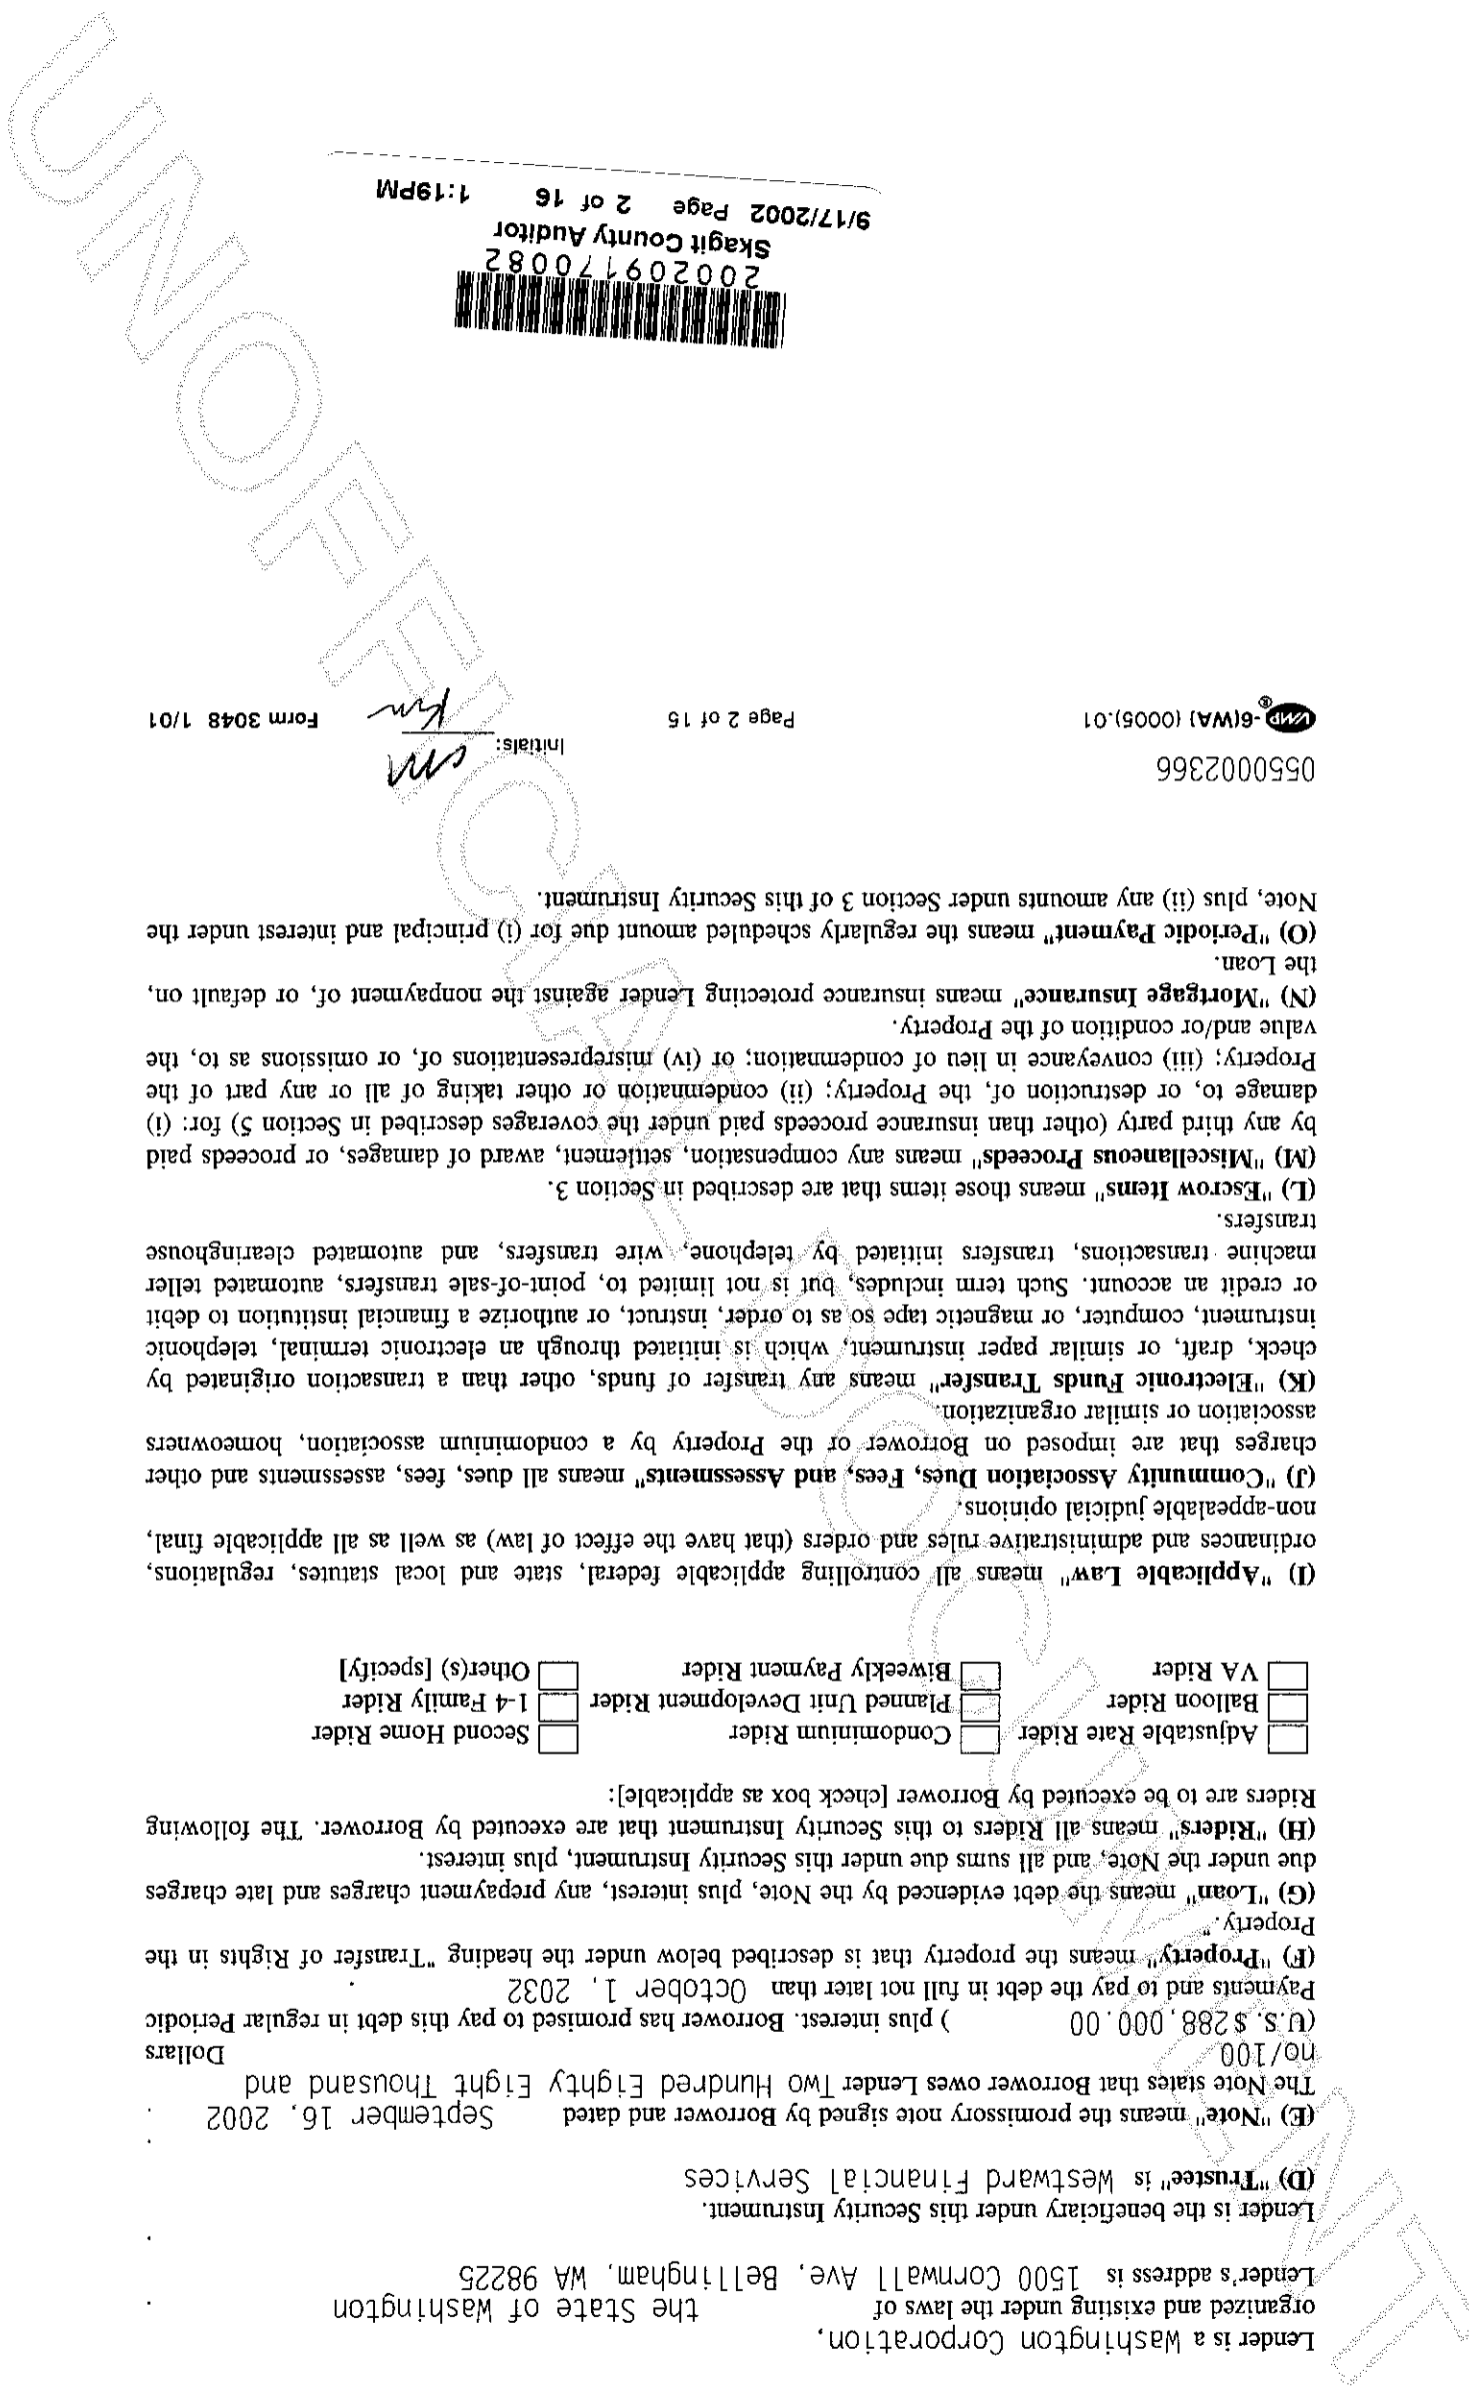 Lender is a Washington Corporation,
organized and existing under the laws of the State of Washington .
Lender's address is 1500 Cornwall Ave, Bellingham, WA 98225
.
Lender is the beneficiary under this Security Instrument.
(D) "Trustee" is Westward Financial Services
.
(E) "Note" means the promissory note signed by Borrower and dated September 16, 2002 .
The Note states that Borrower owes Lender Two Hundred Eighty Eight Thousand and
no/100 Dollars
(U.S. $288,000.00 ) plus interest. Borrower has promised to pay this debt in regular Periodic
Payments and to pay the debt in full not later than October 1, 2032 .
(F) "Property" means the property that is described below under the heading "Transfer of Rights in the
Property."
(G) "Loan" means the debt evidenced by the Note, plus interest, any prepayment charges and late charges
due under the Note, and all sums due under this Security Instrument, plus interest.
(H) "Riders" means all Riders to this Security Instrument that are executed by Borrower. The following
Riders are to be executed by Borrower [check box as applicable]:
Adjustable Rate Rider Condominium Rider Second Home Rider
Balloon Rider Planned Unit Development Rider 1-4 Family Rider
VA Rider Biweekly Payment Rider Other(s) [specify]
(I) "Applicable Law" means all controlling applicable federal, state and local statutes, regulations,
ordinances and administrative rules and orders (that have the effect of law) as well as all applicable final,
non-appealable judicial opinions.
(J) "Community Association Dues, Fees, and Assessments" means all dues, fees, assessments and other
charges that are imposed on Borrower or the Property by a condominium association, homeowners
association or similar organization.
(K) "Electronic Funds Transfer" means any transfer of funds, other than a transaction originated by
check, draft, or similar paper instrument, which is initiated through an electronic terminal, telephonic
instrument, computer, or magnetic tape so as to order, instruct, or authorize a financial institution to debit
or credit an account. Such term includes, but is not limited to, point-of-sale transfers, automated teller
machine transactions, transfers initiated by telephone, wire transfers, and automated clearinghouse
transfers.
(L) "Escrow Items" means those items that are described in Section 3.
(M) "Miscellaneous Proceeds" means any compensation, settlement, award of damages, or proceeds paid
by any third party (other than insurance proceeds paid under the coverages described in Section 5) for: (i)
damage to, or destruction of, the Property; (ii) condemnation or other taking of all or any part of the
Property; (iii) conveyance in lieu of condemnation; or (iv) misrepresentations of, or omissions as to, the
value and/or condition of the Property.
(N) "Mortgage Insurance" means insurance protecting Lender against the nonpayment of, or default on,
the Loan.
(O) "Periodic Payment" means the regularly scheduled amount due for (i) principal and interest under the
Note, plus (ii) any amounts under Section 3 of this Security Instrument.
0550002366
VMP®-6(WA) (0005).01 Page 2 of 15 Initials: Form 3048 1/01
200209170082
Skagit County Auditor
9/17/2002 Page 2 of 16 1:19PM
UNOFFICIAL DOCUMENT